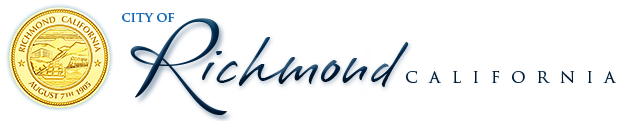 RICHMOND CALIFORNIA
AUGUST 7TH 1905
CITY OF
Richmond CALIFORNIA